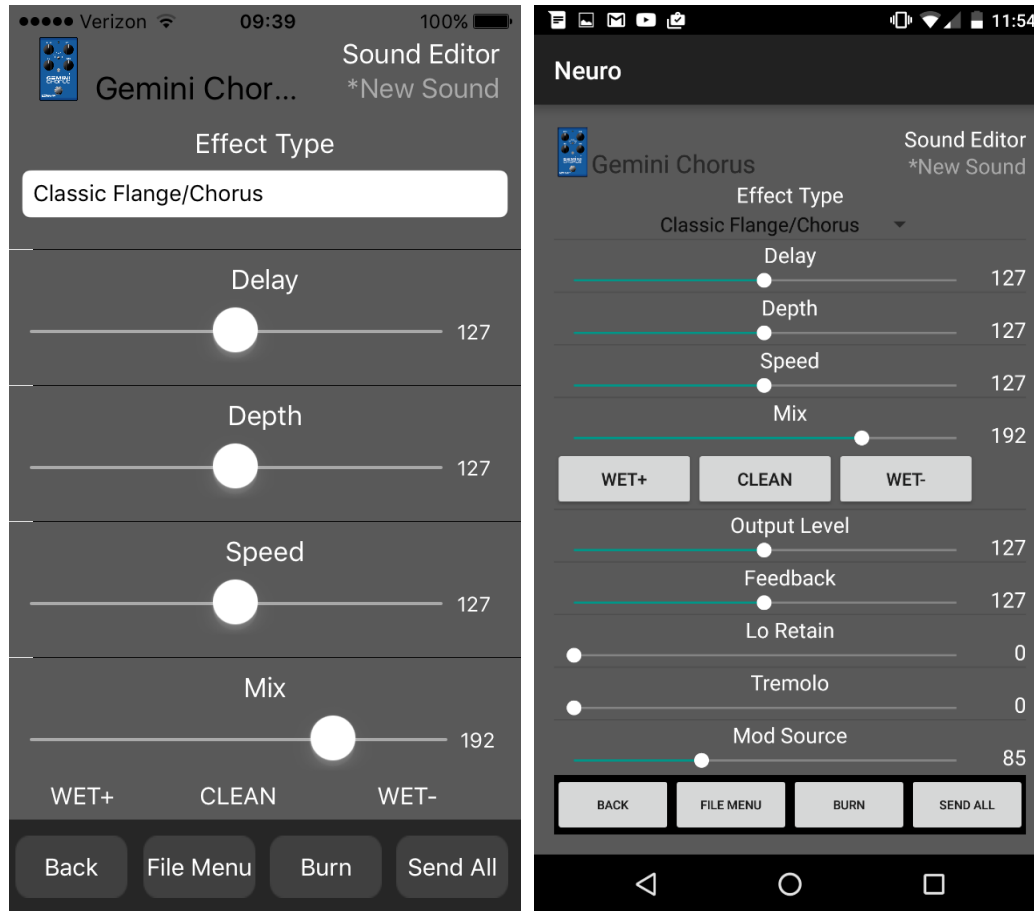 Verizon 09:39 100%
Sound Editor
Gemini Chor...
*New Sound
Effect Type
Classic Flange/Chorus
Delay
127
Depth
127
Speed
127
Mix
192
WET+ CLEAN WET-
Back File Menu Burn Send All
11:54
Neuro
Sound Editor
Gemini Chorus
*New Sound
Effect Type
Classic Flange/Chorus
Delay
127
Depth
127
Speed
127
Mix
192
WET+ CLEAN WET-
Output Level
127
Feedback
127
Lo Retain
0
Tremolo
0
Mod Source
85
BACK FILE MENU BURN SEND ALL